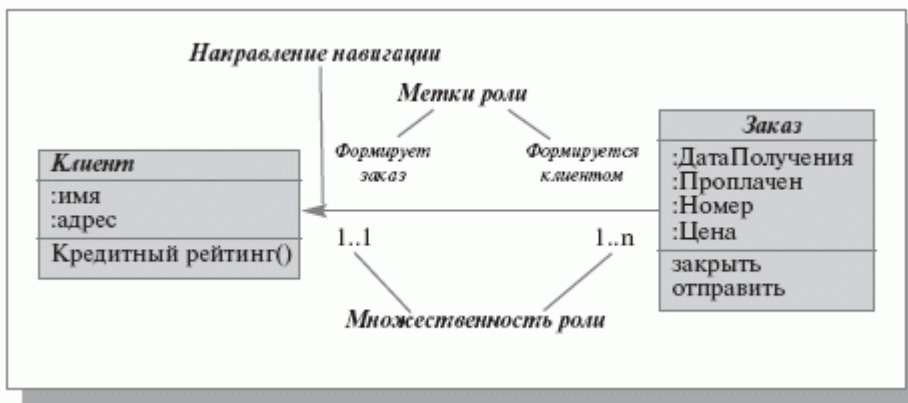 Направление навигации
Метки роли
Формирует
заказ
Формируется
клиентом
Клиент
:имя
:адрес
Кредитный рейтинг()
Заказ
:ДатаПолучения
:Проплачен
:Номер
:Цена
закрыть
отправить
1..1
1..n
Множественность роли